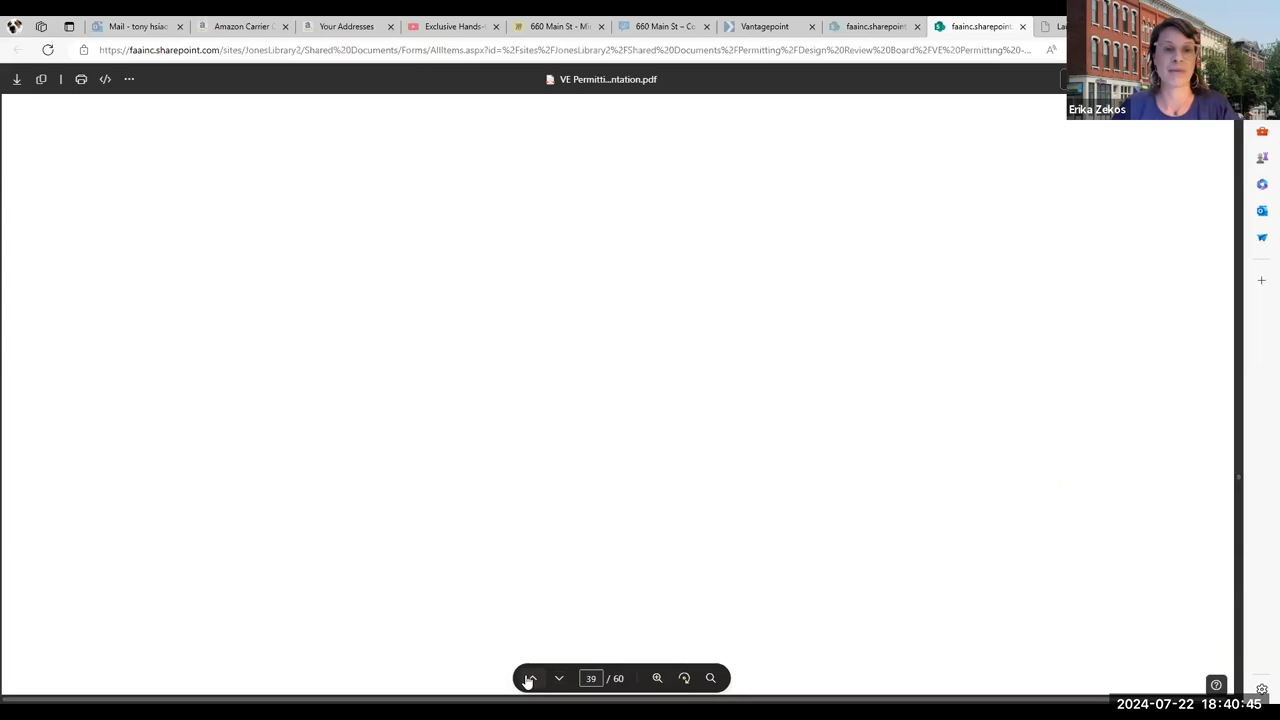 Mail - tony hsiao
Amazon Carrier C
Your Addresses
Exclusive Hands-
660 Main St - Mi
660 Main St – Co
Vantagepoint
faainc.sharepoint
faainc.sharepoint.
https://faainc.sharepoint.com/sites/JonesLibrary2/Shared%20Documents/Forms/AllItems.aspx?id=%2Fsites%2FJonesLibrary2%2FShared%20Documents%2FPermitting%2FDesign%20Review%20Board%2FVE%20Permitting%20-...
VE Permitti...ntation.pdf
Erika Zekos
39 / 60
2024-07-22 18:40:45